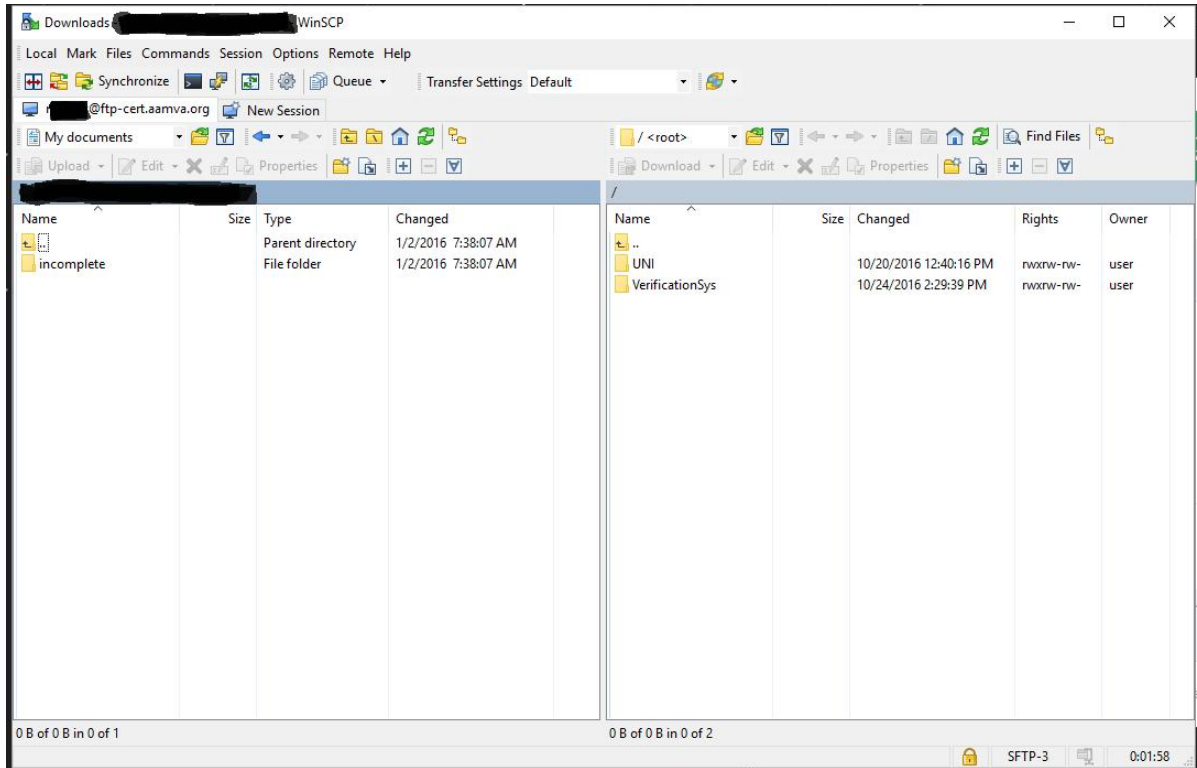 Downloads WinSCP
Local Mark Files Commands Session Options Remote Help
Synchronize Queue Transfer Settings Default
@ftp-cert.aamva.org New Session
My documents / <root> Find Files
Upload Edit Properties Download Edit Properties
/
Name Size Type Changed Name Size Changed Rights Owner
.. Parent directory 1/2/2016 7:38:07 AM ..
incomplete File folder 1/2/2016 7:38:07 AM UNI 10/20/2016 12:40:16 PM rwxrw-rw- user
VerificationSys 10/24/2016 2:29:39 PM rwxrw-rw- user
0 B of 0 B in 0 of 1 0 B of 0 B in 0 of 2
SFTP-3 0:01:58